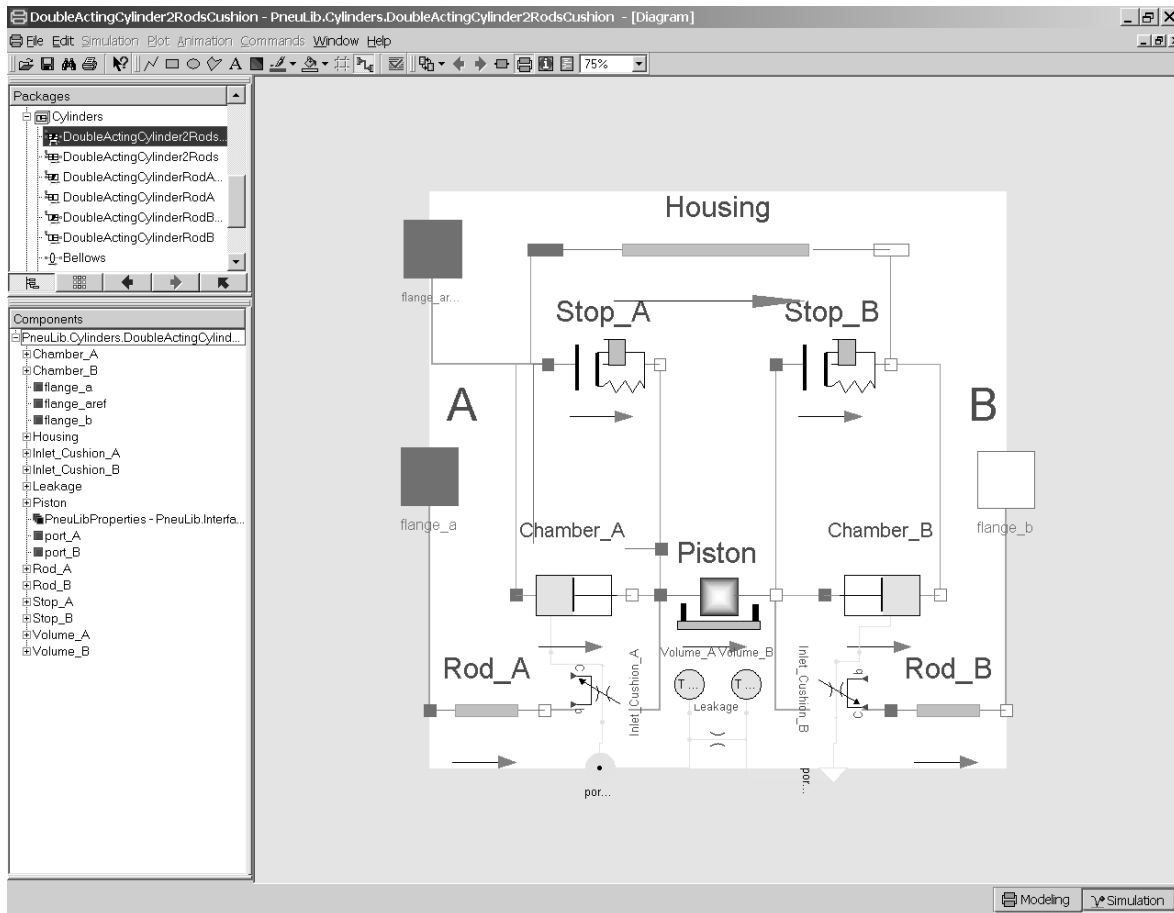 DoubleActingCylinder2RodsCushion - PneuLib.Cylinders.DoubleActingCylinder2RodsCushion - [Diagram]
File Edit Simulation Plot Animation Commands Window Help
75%
Packages
Cylinders
DoubleActingCylinder2Rods...
DoubleActingCylinder2Rods
DoubleActingCylinderRodA...
DoubleActingCylinderRodA
DoubleActingCylinderRodB...
DoubleActingCylinderRodB
Bellows
Components
PneuLib.Cylinders.DoubleActingCylind...
Chamber_A
Chamber_B
flange_a
flange_aref
flange_b
Housing
Inlet_Cushion_A
Inlet_Cushion_B
Leakage
Piston
PneuLibProperties - PneuLib.Interfa...
port_A
port_B
Rod_A
Rod_B
Stop_A
Stop_B
Volume_A
Volume_B
Housing
flange_ar...
Stop_A Stop_B
A B
flange_a Chamber_A Chamber_B flange_b
Piston
Rod_A Inlet_Cushion_A Volume_A Volume_B Inlet_Cushion_B Rod_B
C b T... T... b C
Leakage
por... por...
Modeling Simulation